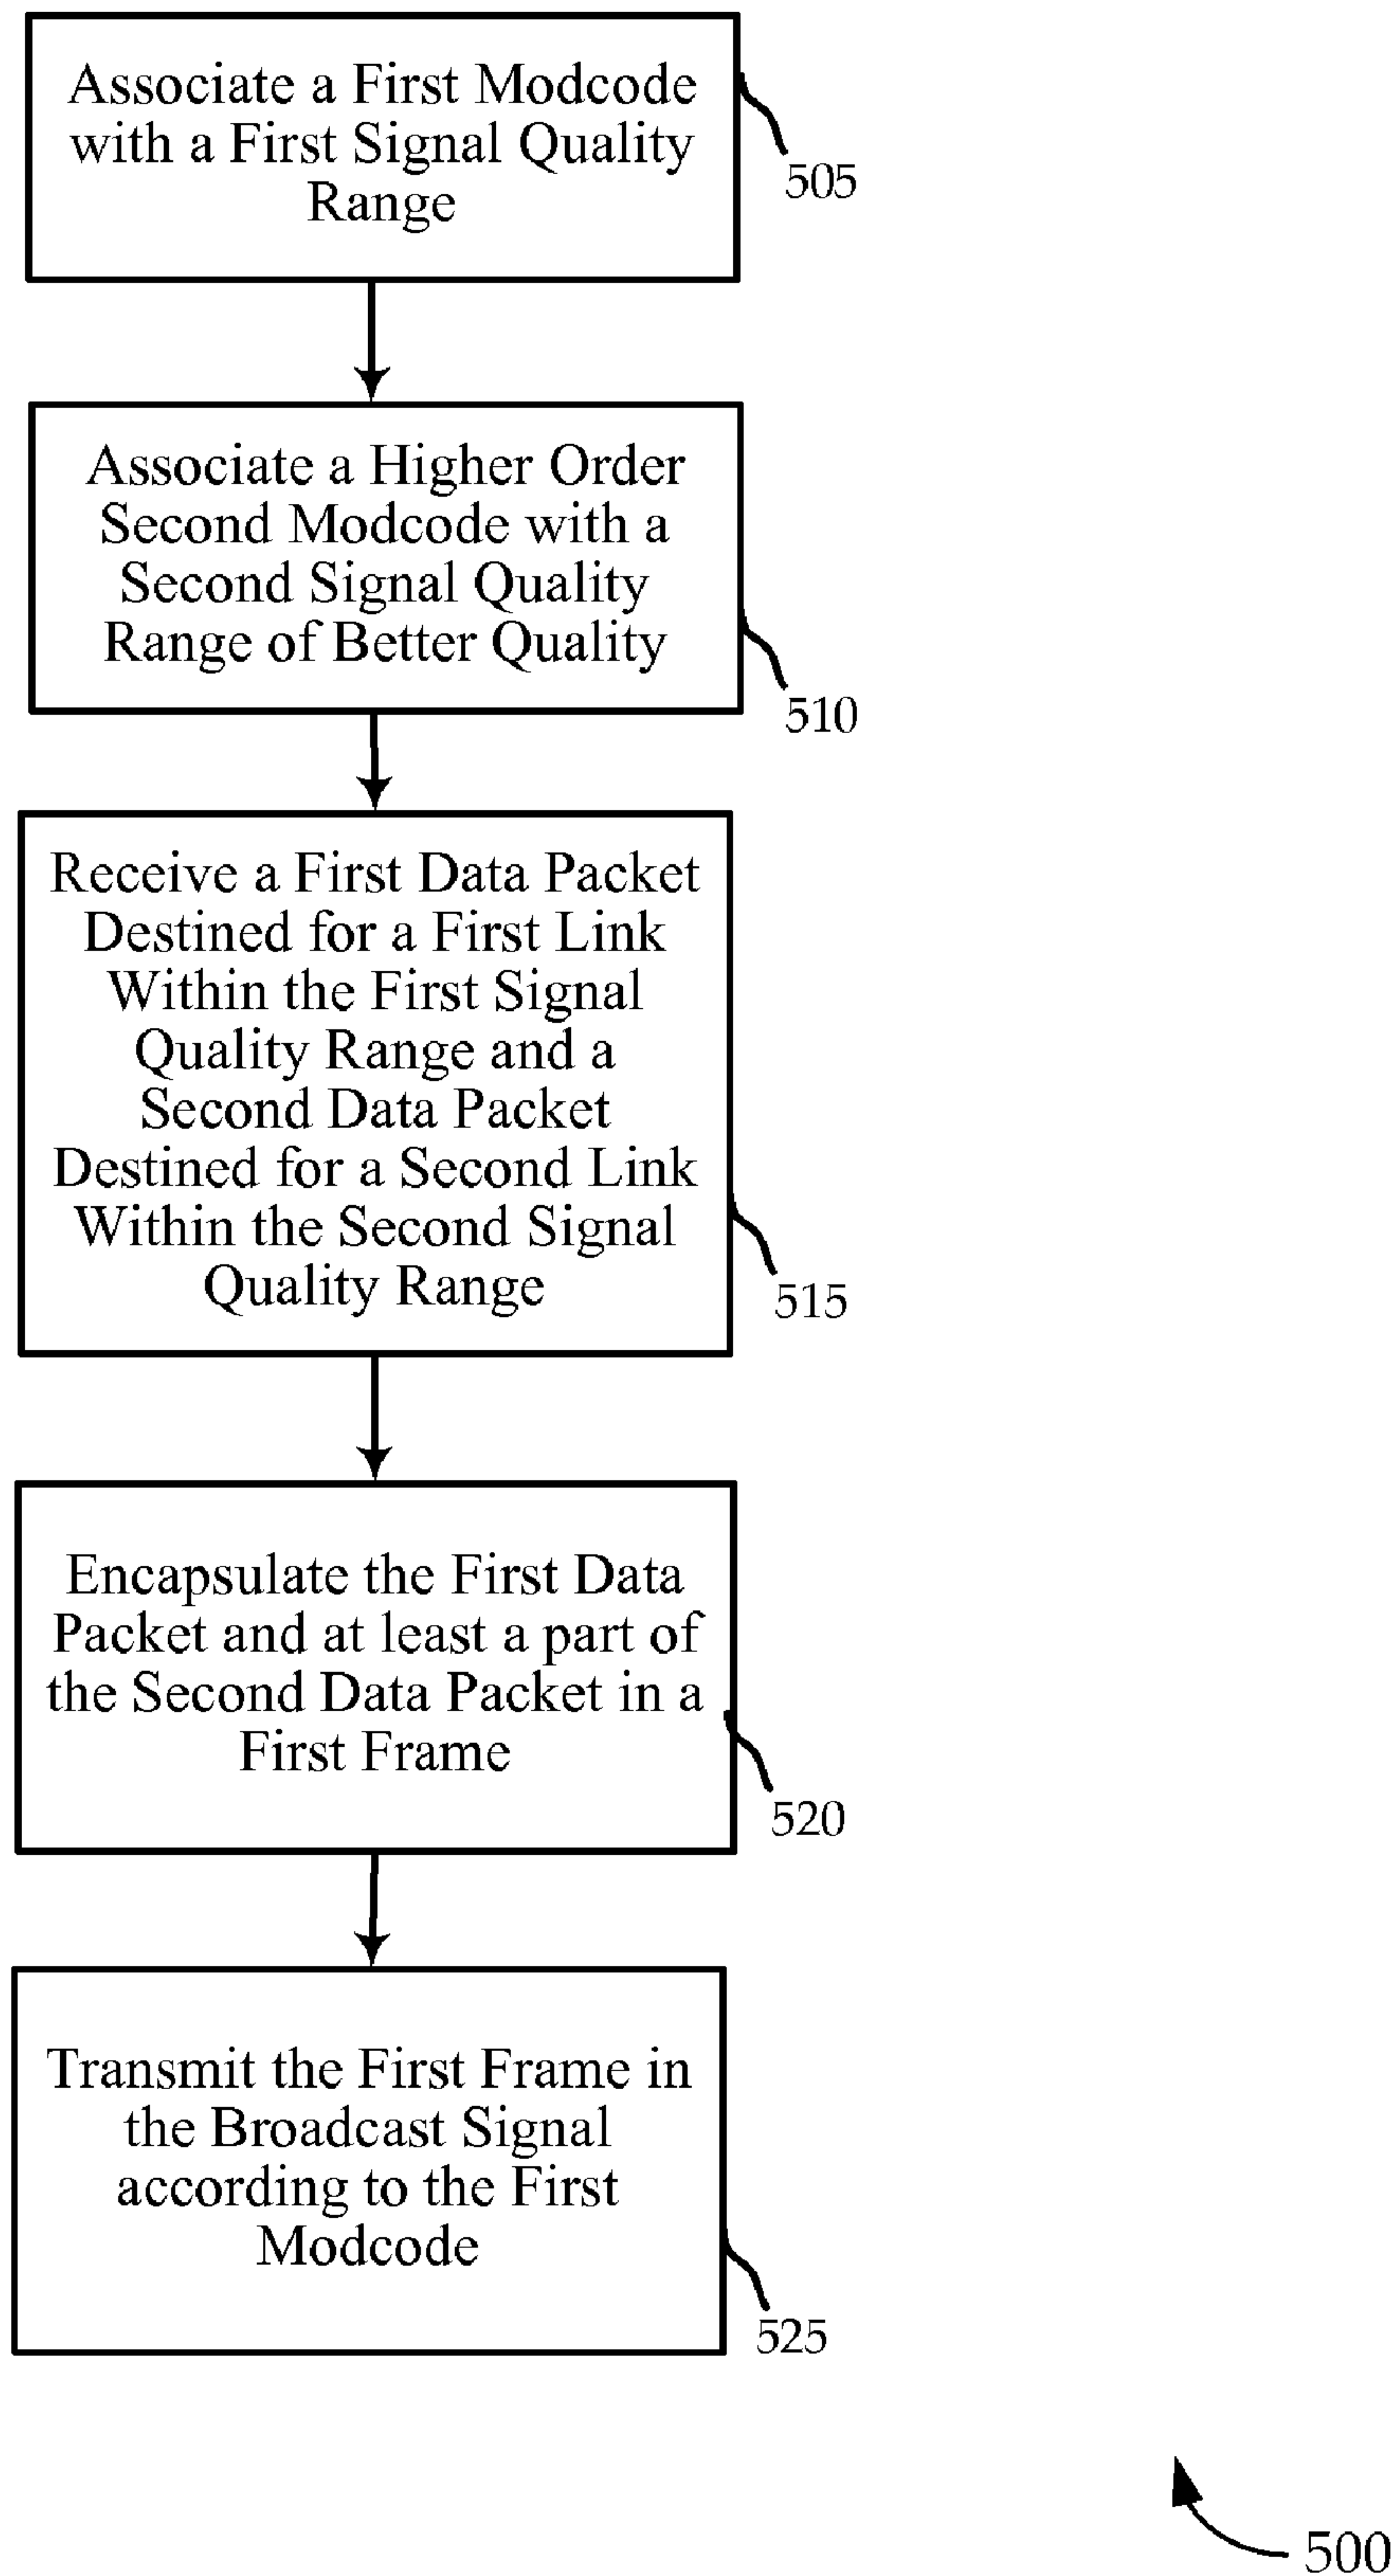 Associate a First Modcode
with a First Signal Quality
Range
505
Associate a Higher Order
Second Modcode with a
Second Signal Quality
Range of Better Quality
510
Receive a First Data Packet
Destined for a First Link
Within the First Signal
Quality Range and a
Second Data Packet
Destined for a Second Link
Within the Second Signal
Quality Range
515
Encapsulate the First Data
Packet and at least a part of
the Second Data Packet in a
First Frame
520
Transmit the First Frame in
the Broadcast Signal
according to the First
Modcode
525
500